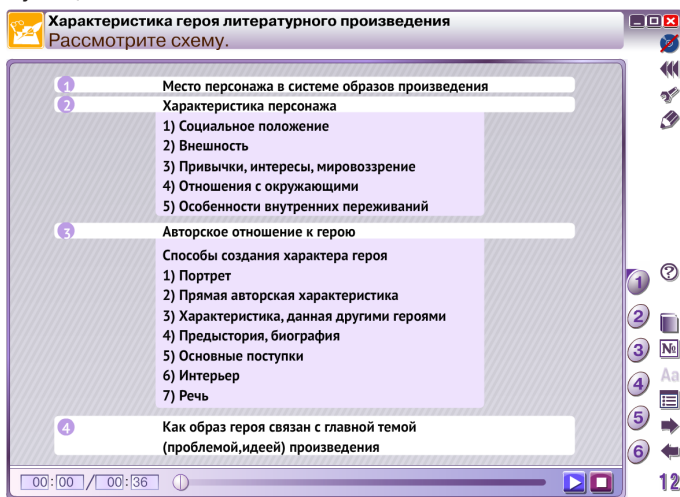 Характеристика героя литературного произведения
Рассмотрите схему.
1 Место персонажа в системе образов произведения
2 Характеристика персонажа
1) Социальное положение
2) Внешность
3) Привычки, интересы, мировоззрение
4) Отношения с окружающими
5) Особенности внутренних переживаний
3 Авторское отношение к герою
Способы создания характера героя
1) Портрет
2) Прямая авторская характеристика
3) Характеристика, данная другими героями
4) Предыстория, биография
5) Основные поступки
6) Интерьер
7) Речь
4 Как образ героя связан с главной темой
(проблемой,идеей) произведения
00:00 / 00:36
1
?
2
3 №
4 Aa
5
6
12